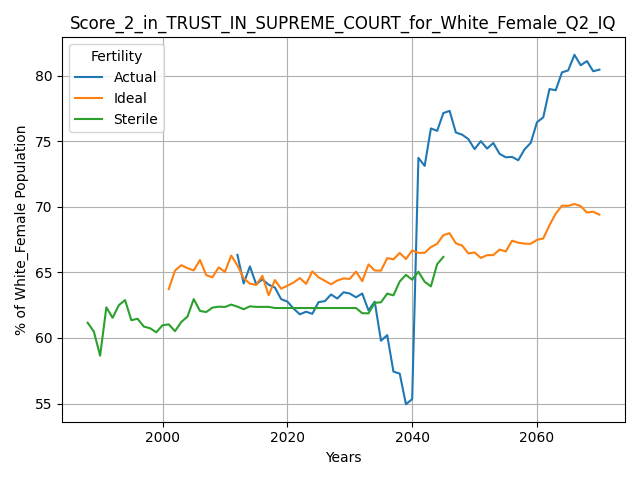 Score_2_in_TRUST_IN_SUPREME_COURT_for_White_Female_Q2_IQ
Fertility
Actual
Ideal
Sterile
% of White_Female Population
80
75
70
65
60
55
2000
2020
2040
2060
Years